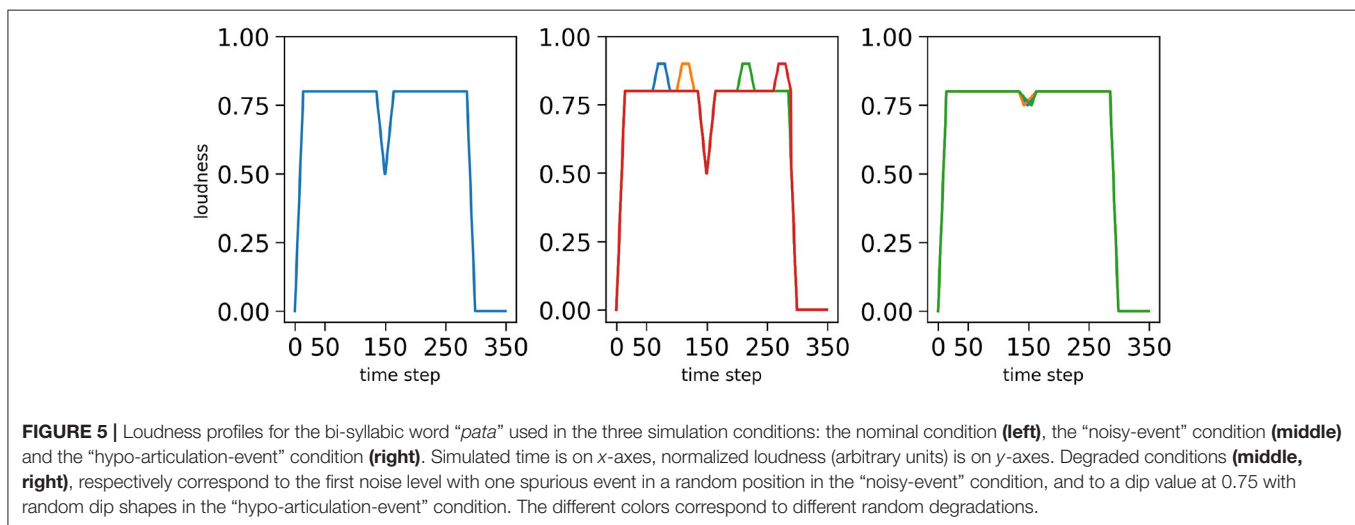 1.00
0.75
0.50
0.25
0.00
loudness
0 50 150 250 350
time step
1.00
0.75
0.50
0.25
0.00
0 50 150 250 350
time step
1.00
0.75
0.50
0.25
0.00
0 50 150 250 350
time step
FIGURE 5 | Loudness profiles for the bi-syllabic word “pata” used in the three simulation conditions: the nominal condition (left), the “noisy-event” condition (middle)
and the “hypo-articulation-event” condition (right). Simulated time is on x-axes, normalized loudness (arbitrary units) is on y-axes. Degraded conditions (middle,
right), respectively correspond to the first noise level with one spurious event in a random position in the “noisy-event” condition, and to a dip value at 0.75 with
random dip shapes in the “hypo-articulation-event” condition. The different colors correspond to different random degradations.